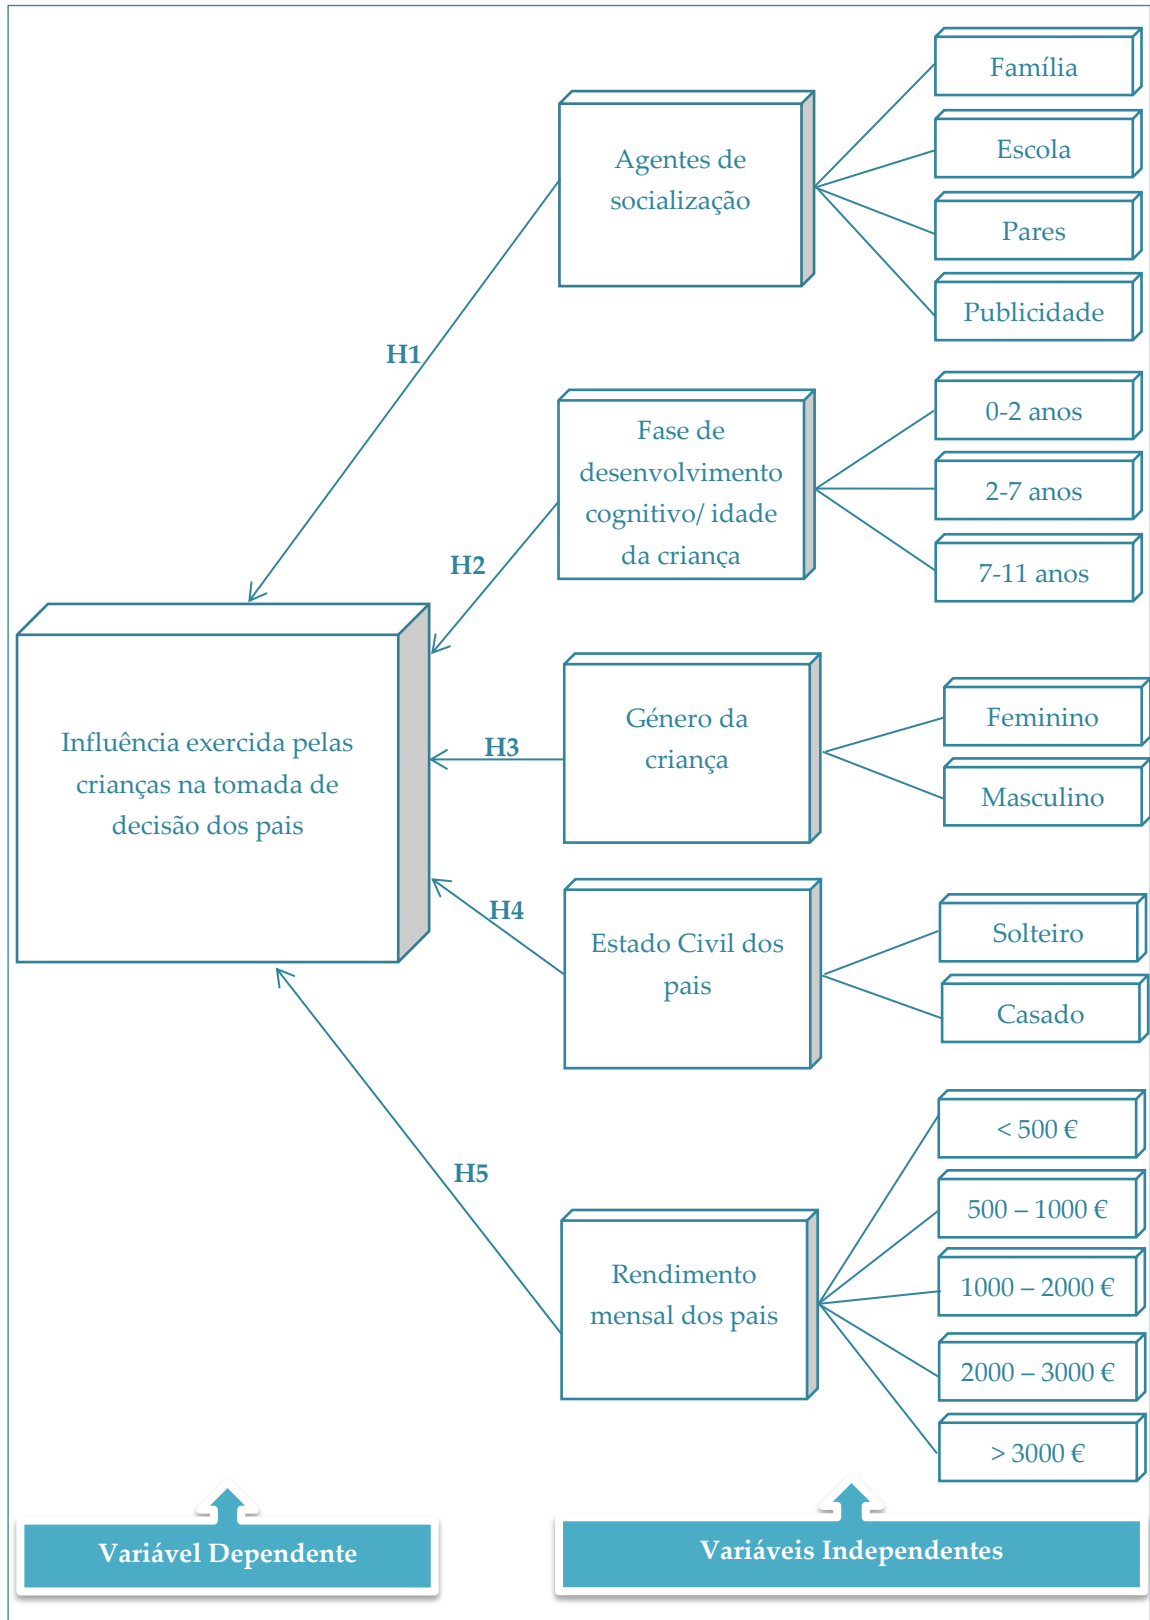 Família
Agentes de
socialização
Escola
Pares
Publicidade
H1
Fase de
desenvolvimento
cognitivo/ idade
da criança
0-2 anos
2-7 anos
7-11 anos
H2
Influência exercida pelas
crianças na tomada de
decisão dos pais
H3
Género da
criança
Feminino
Masculino
H4
Estado Civil dos
pais
Solteiro
Casado
H5
Rendimento
mensal dos pais
< 500 €
500 – 1000 €
1000 – 2000 €
2000 – 3000 €
> 3000 €
Variável Dependente
Variáveis Independentes